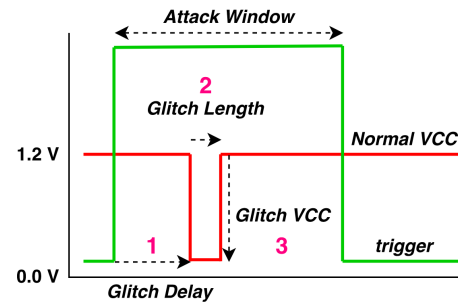 Attack Window
2
Glitch Length
Normal VCC
1.2 V
Glitch VCC
1
3
trigger
0.0 V
Glitch Delay